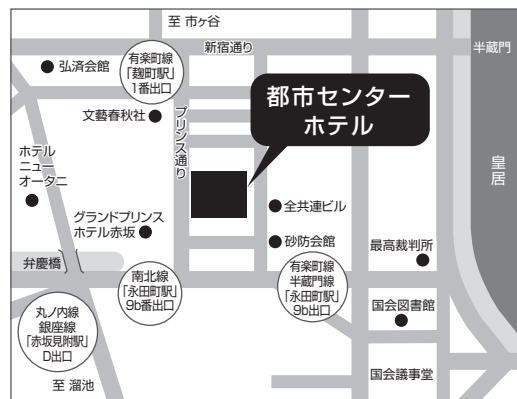 至 市ヶ谷
新宿通り
半蔵門
弘済会館
有楽町線
「麹町駅」
1番出口
都市センター
ホテル
文藝春秋社
プリンス通り
ホテル
ニュー
オータニ
皇居
グランドプリンス
ホテル赤坂
全共連ビル
砂防会館
最高裁判所
弁慶橋
南北線
「永田町駅」
9b番出口
有楽町線
半蔵門線
「永田町駅」
9b出口
丸ノ内線
銀座線
「赤坂見附駅」
D出口
国会図書館
至 溜池
国会議事堂